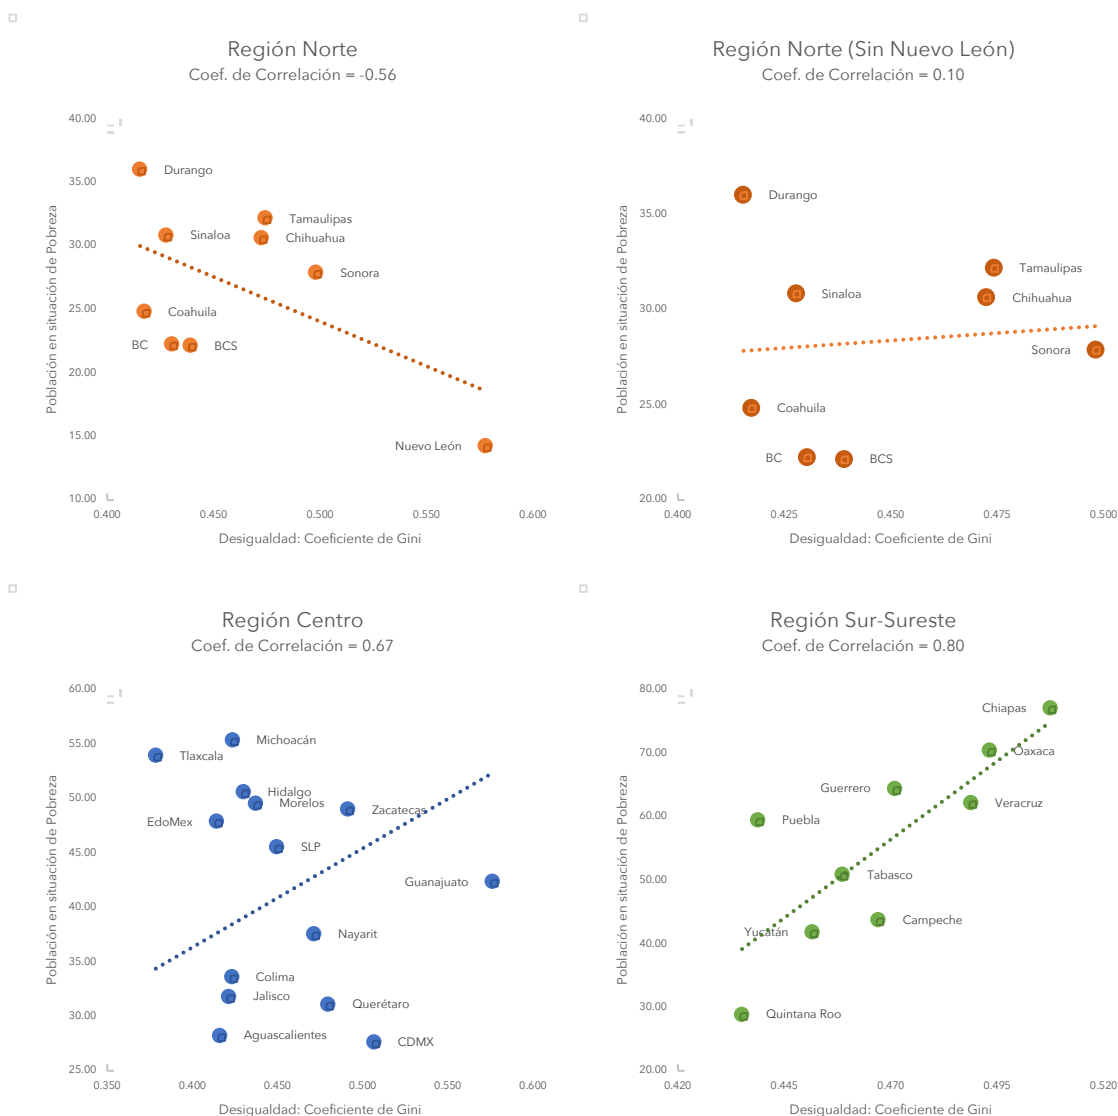 Región Norte
Coef. de Correlación = -0.56
Población en situación de Pobreza
40.00
35.00
30.00
25.00
20.00
15.00
10.00
Durango
Tamaulipas
Sinaloa
Chihuahua
Sonora
Coahuila
BC
BCS
Nuevo León
0.400
0.450
0.500
0.550
0.600
Desigualdad: Coeficiente de Gini
Región Norte (Sin Nuevo León)
Coef. de Correlación = 0.10
Población en situación de Pobreza
40.00
35.00
30.00
25.00
20.00
Durango
Tamaulipas
Sinaloa
Chihuahua
Sonora
Coahuila
BC
BCS
0.400
0.425
0.450
0.475
0.500
Desigualdad: Coeficiente de Gini
Región Centro
Coef. de Correlación = 0.67
Población en situación de Pobreza
60.00
55.00
50.00
45.00
40.00
35.00
30.00
25.00
Michoacán
Tlaxcala
Hidalgo
Morelos
Zacatecas
EdoMex
SLP
Guanajuato
Nayarit
Colima
Jalisco
Querétaro
Aguascalientes
CDMX
0.350
0.400
0.450
0.500
0.550
0.600
Desigualdad: Coeficiente de Gini
Región Sur-Sureste
Coef. de Correlación = 0.80
Población en situación de Pobreza
80.00
70.00
60.00
50.00
40.00
30.00
20.00
Chiapas
Oaxaca
Guerrero
Veracruz
Puebla
Tabasco
Campeche
Yucatán
Quintana Roo
0.420
0.445
0.470
0.495
0.520
Desigualdad: Coeficiente de Gini